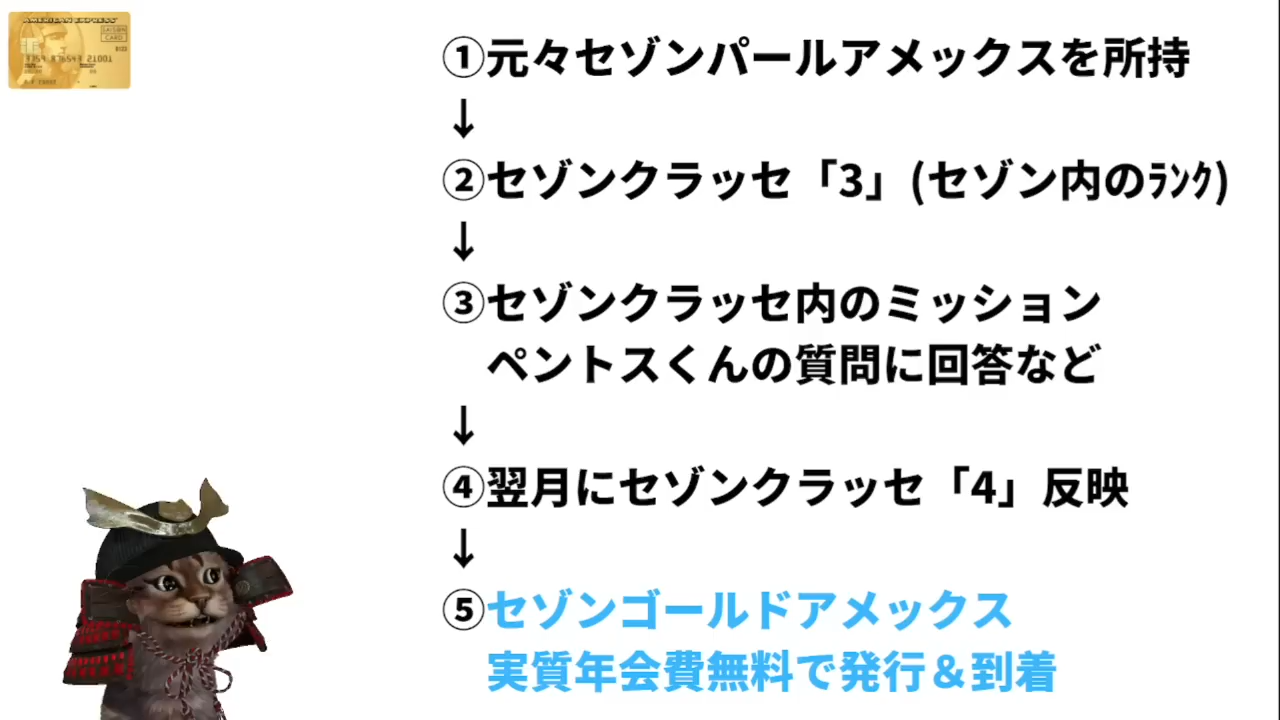 AMERICAN EXPRESS
SAISON
CARD
①元々セゾンパールアメックスを所持
↓
②セゾンクラッセ「3」(セゾン内のﾗﾝｸ)
↓
③セゾンクラッセ内のミッション
ペントスくんの質問に回答など
↓
④翌月にセゾンクラッセ「4」反映
↓
⑤セゾンゴールドアメックス
実質年会費無料で発行＆到着